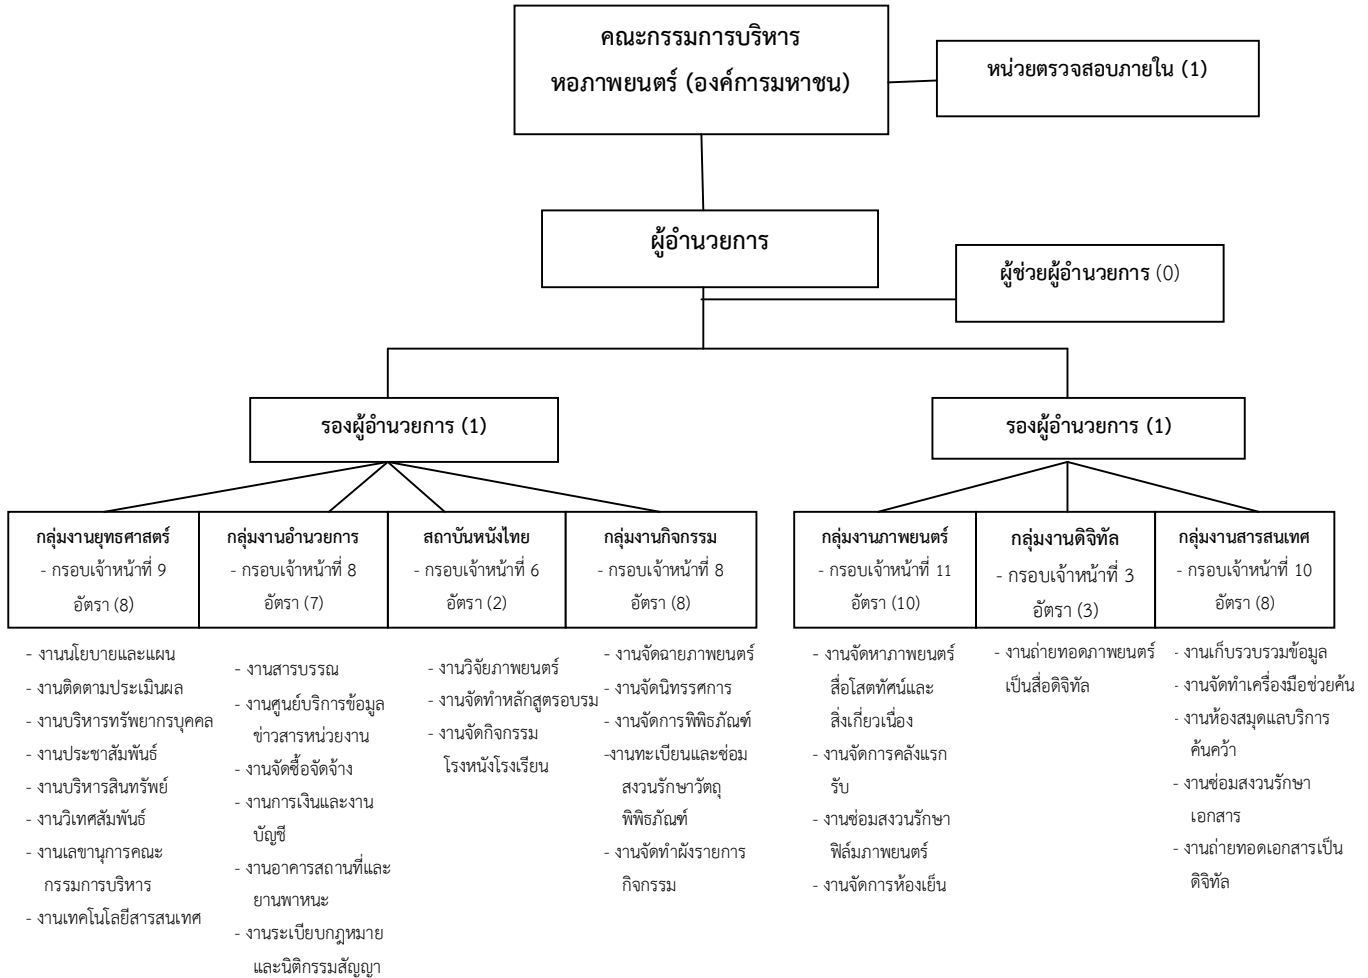 คณะกรรมการบริหาร
หอภาพยนตร์ (องค์การมหาชน)
หน่วยตรวจสอบภายใน (1)
ผู้อำนวยการ
ผู้ช่วยผู้อำนวยการ (0)
รองผู้อำนวยการ (1)
รองผู้อำนวยการ (1)
กลุ่มงานยุทธศาสตร์
- กรอบเจ้าหน้าที่ 9
อัตรา (8)
- งานนโยบายและแผน
- งานติดตามประเมินผล
- งานบริหารทรัพยากรบุคคล
- งานประชาสัมพันธ์
- งานบริหารสินทรัพย์
- งานวิเทศสัมพันธ์
- งานเลขานุการคณะ
กรรมการบริหาร
- งานเทคโนโลยีสารสนเทศ
กลุ่มงานอำนวยการ
- กรอบเจ้าหน้าที่ 8
อัตรา (7)
- งานสารบรรณ
- งานศูนย์บริการข้อมูล
ข่าวสารหน่วยงาน
- งานจัดซื้อจัดจ้าง
- งานการเงินและงาน
บัญชี
- งานอาคารสถานที่และ
ยานพาหนะ
- งานระเบียบกฎหมาย
และนิติกรรมสัญญา
สถาบันหนังไทย
- กรอบเจ้าหน้าที่ 6
อัตรา (2)
- งานวิจัยภาพยนตร์
- งานจัดทำหลักสูตรอบรม
- งานจัดกิจกรรม
โรงหนังโรงเรียน
กลุ่มงานกิจกรรม
- กรอบเจ้าหน้าที่ 8
อัตรา (8)
- งานจัดฉายภาพยนตร์
- งานจัดนิทรรศการ
- งานจัดการพิพิธภัณฑ์
-งานทะเบียนและซ่อม
สงวนรักษาวัตถุ
พิพิธภัณฑ์
- งานจัดทำผังรายการ
กิจกรรม
กลุ่มงานภาพยนตร์
- กรอบเจ้าหน้าที่ 11
อัตรา (10)
- งานจัดหาภาพยนตร์
สื่อโสตทัศน์และ
สิ่งเกี่ยวเนื่อง
- งานจัดการคลังแรก
รับ
- งานซ่อมสงวนรักษา
ฟิล์มภาพยนตร์
- งานจัดการห้องเย็น
กลุ่มงานดิจิทัล
- กรอบเจ้าหน้าที่ 3
อัตรา (3)
- งานถ่ายทอดภาพยนตร์
เป็นสื่อดิจิทัล
กลุ่มงานสารสนเทศ
- กรอบเจ้าหน้าที่ 10
อัตรา (8)
- งานเก็บรวบรวมข้อมูล
- งานจัดทำเครื่องมือช่วยค้น
- งานห้องสมุดแลบริการ
ค้นคว้า
- งานซ่อมสงวนรักษา
เอกสาร
- งานถ่ายทอดเอกสารเป็น
ดิจิทัล